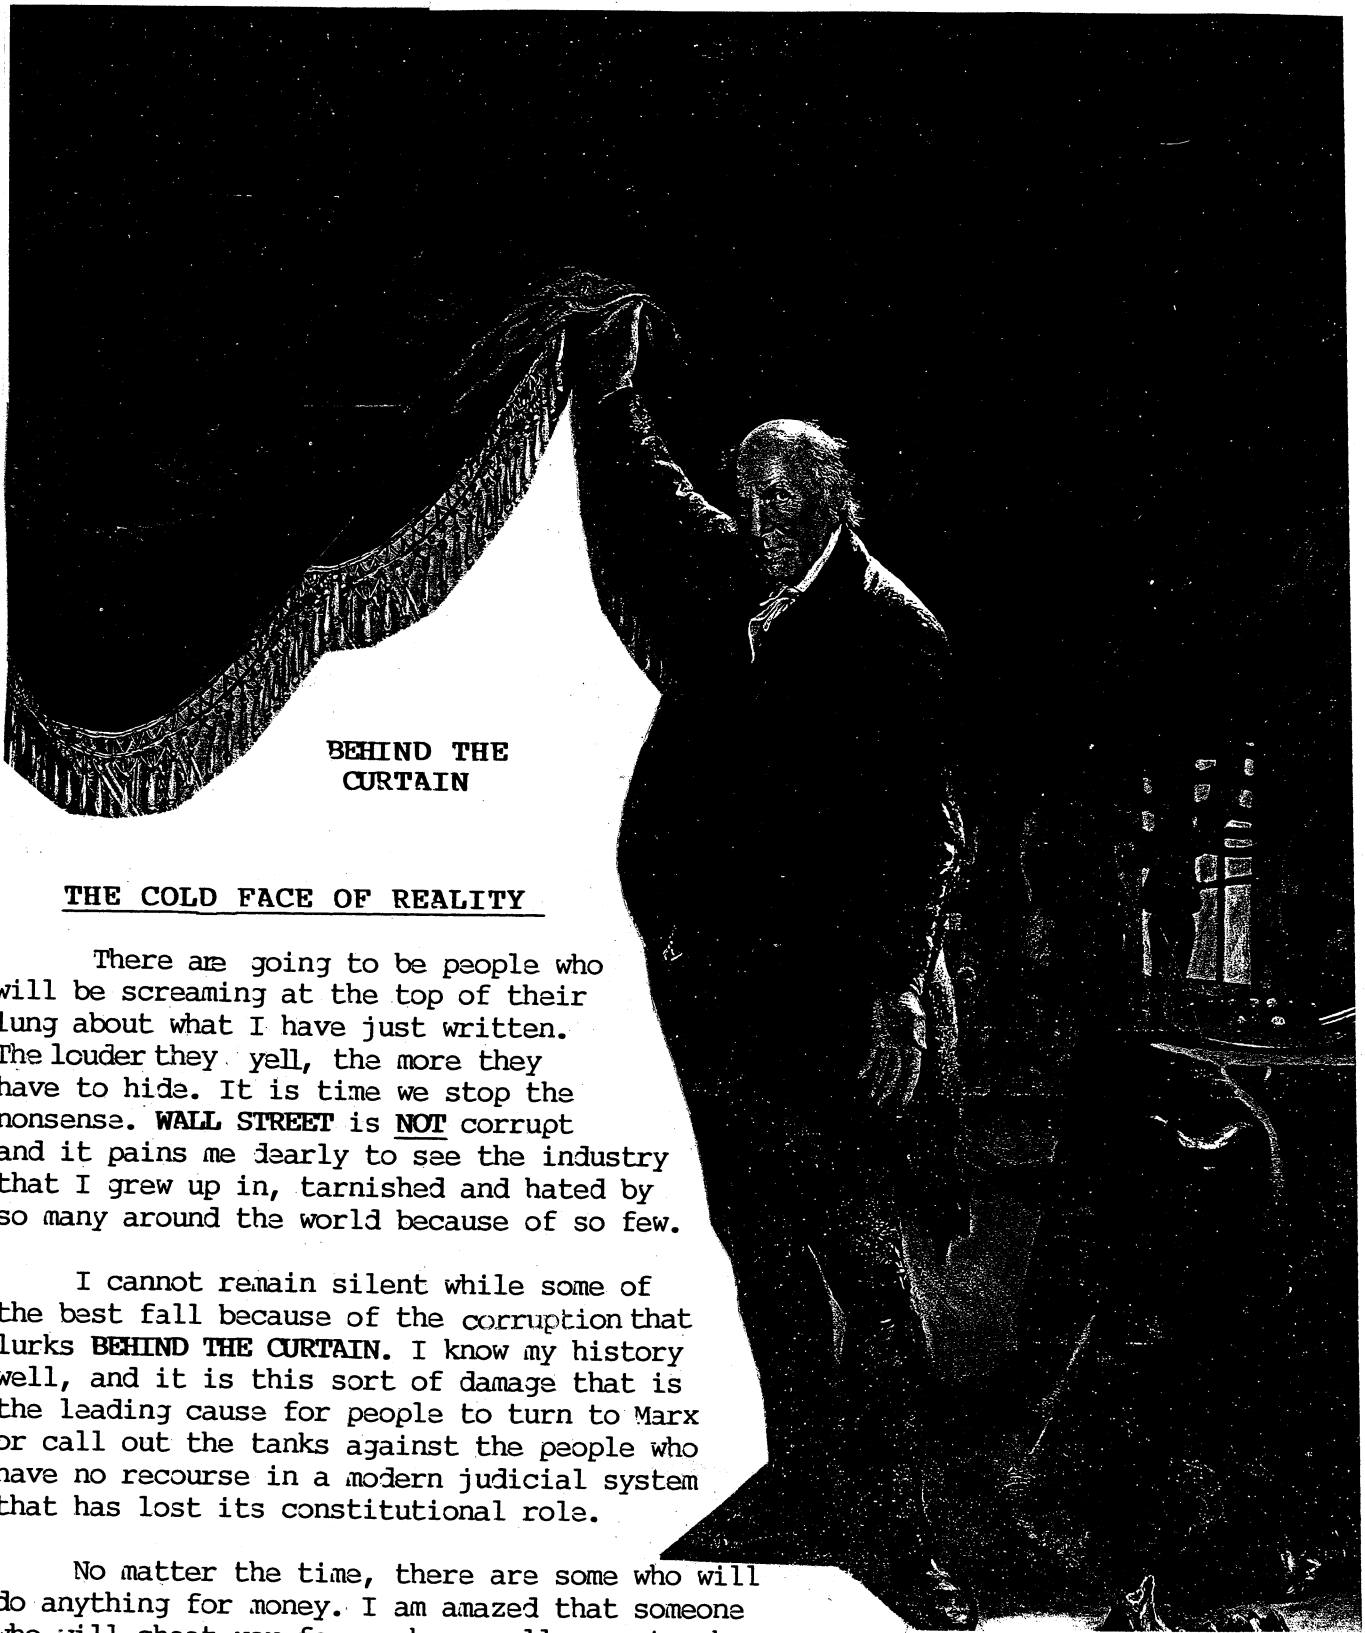 BEHIND THE
CURTAIN
THE COLD FACE OF REALITY
There are going to be people who
will be screaming at the top of their
lung about what I have just written.
The louder they yell, the more they
have to hide. It is time we stop the
nonsense. WALL STREET is NOT corrupt
and it pains me dearly to see the industry
that I grew up in, tarnished and hated by
so many around the world because of so few.
I cannot remain silent while some of
the best fall because of the corruption that
lurks BEHIND THE CURTAIN. I know my history
well, and it is this sort of damage that is
the leading cause for people to turn to Marx
or call out the tanks against the people who
have no recourse in a modern judicial system
that has lost its constitutional role.
No matter the time, there are some who will
do anything for money. I am amazed that someone